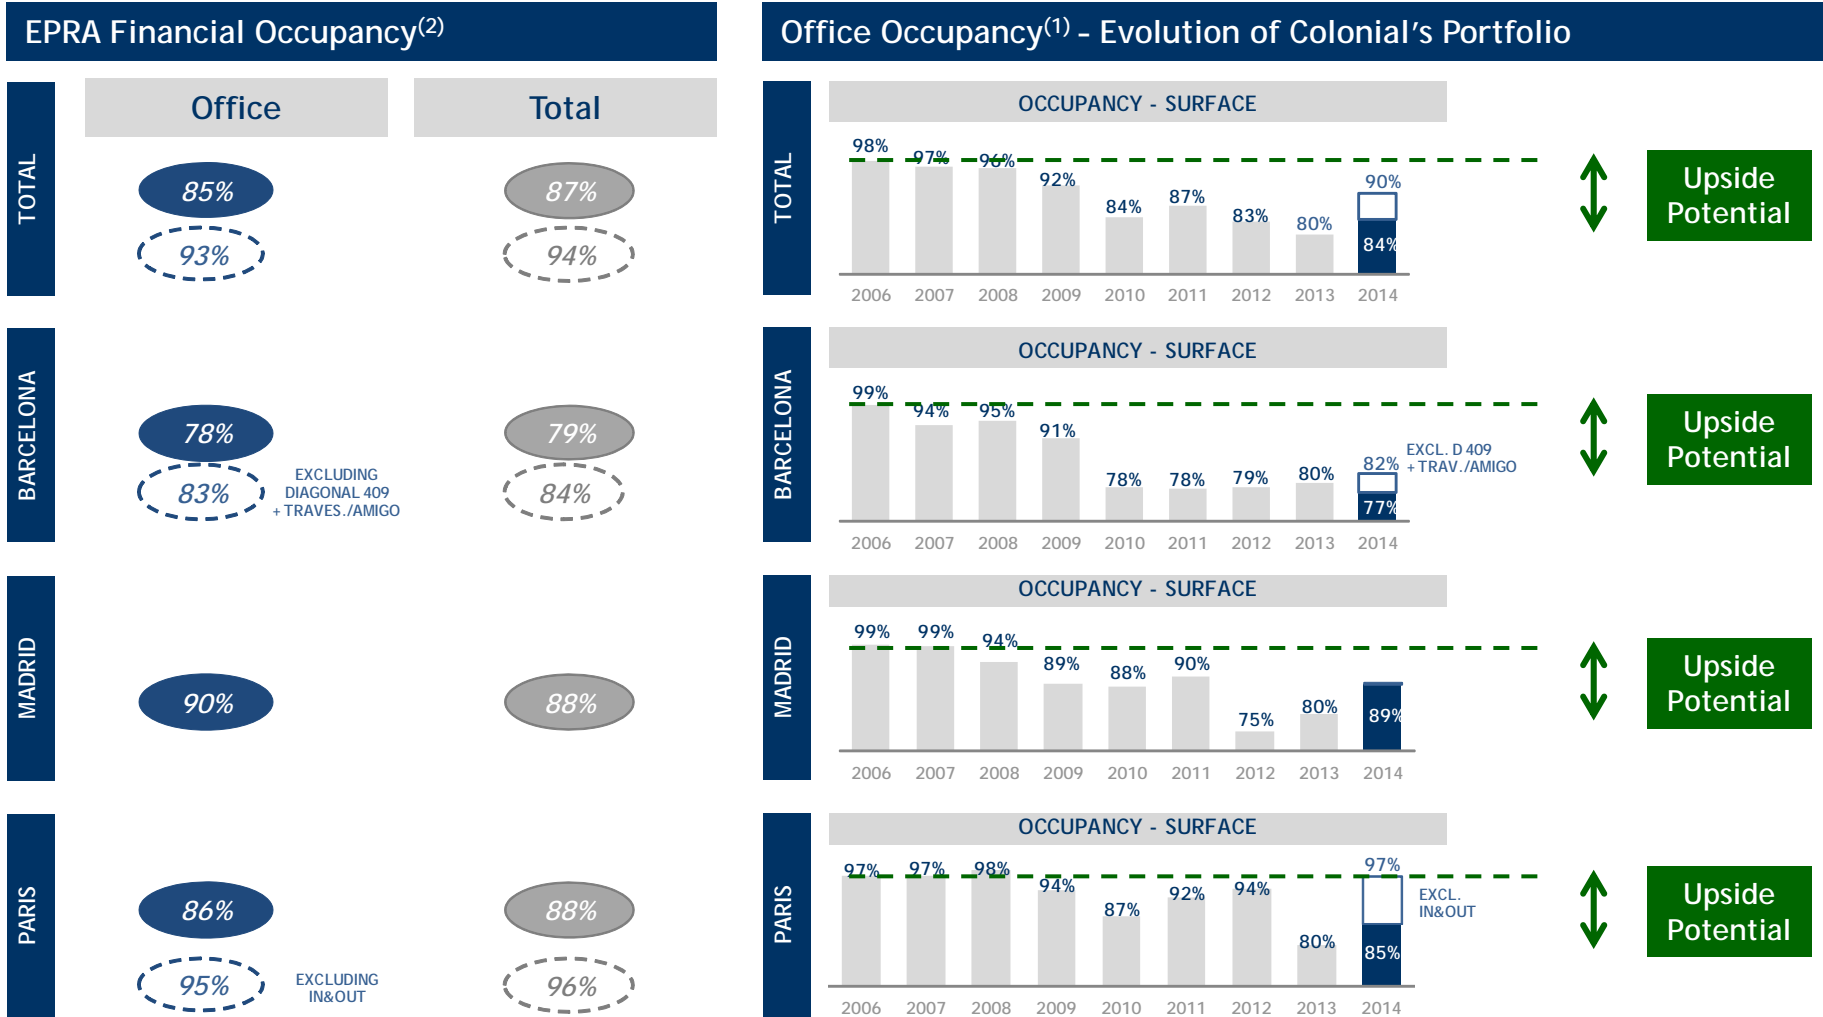 EPRA Financial Occupancy(2)
Office
Total
TOTAL
85%
87%
93%
94%
BARCELONA
78%
79%
83%
EXCLUDING
DIAGONAL 409
+ TRAVES./AMIGO
84%
MADRID
90%
88%
PARIS
86%
88%
95%
EXCLUDING
IN&OUT
96%
Office Occupancy(1) – Evolution of Colonial's Portfolio
TOTAL
OCCUPANCY - SURFACE
98%
97%
96%
92%
84%
87%
83%
80%
90%
84%
2006 2007 2008 2009 2010 2011 2012 2013 2014
Upside
Potential
BARCELONA
OCCUPANCY - SURFACE
99%
94%
95%
91%
78%
78%
79%
80%
82%
77%
EXCL. D 409
+ TRAV./AMIGO
2006 2007 2008 2009 2010 2011 2012 2013 2014
Upside
Potential
MADRID
OCCUPANCY - SURFACE
99%
99%
94%
89%
88%
90%
75%
80%
89%
2006 2007 2008 2009 2010 2011 2012 2013 2014
Upside
Potential
PARIS
OCCUPANCY - SURFACE
97%
97%
98%
94%
87%
92%
94%
80%
97%
85%
EXCL.
IN&OUT
2006 2007 2008 2009 2010 2011 2012 2013 2014
Upside
Potential